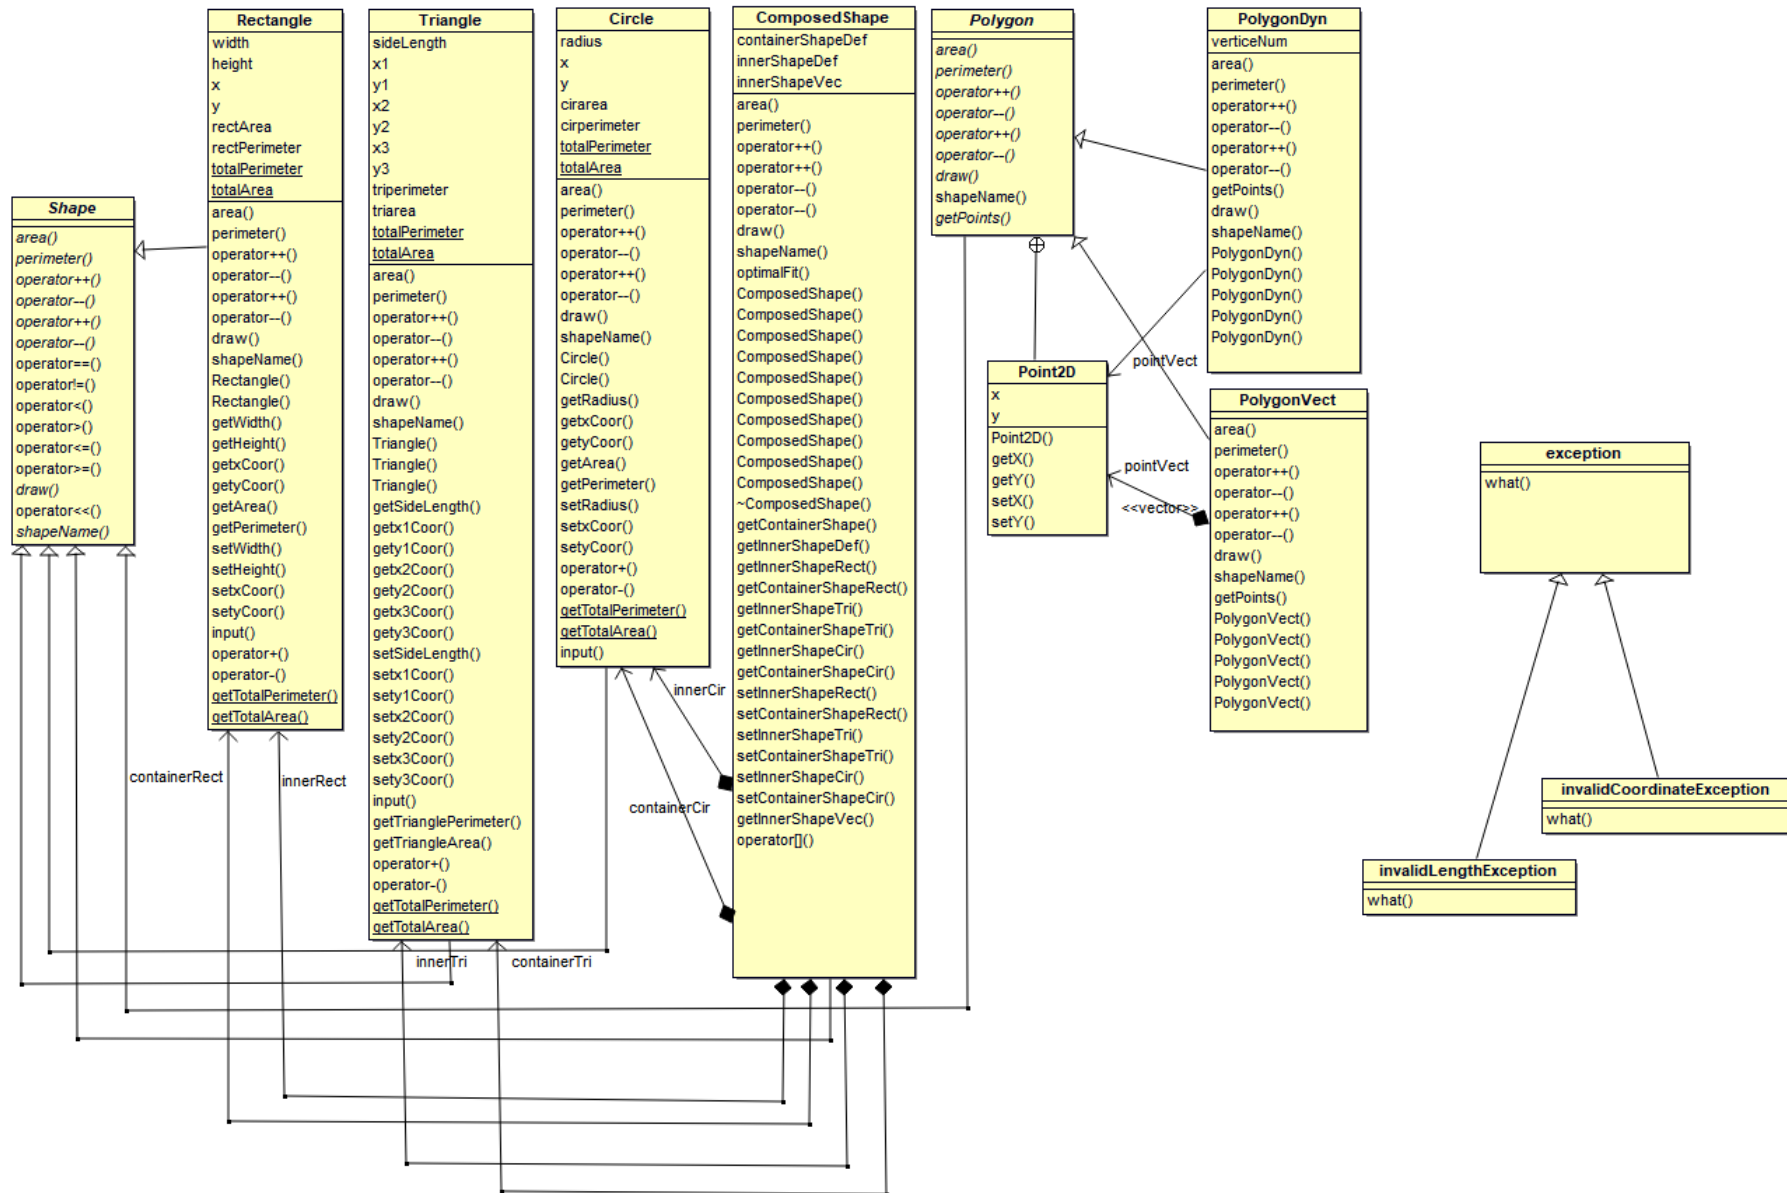 Shape
area()
perimeter()
operator++()
operator--()
operator++()
operator--()
operator==()
operator!=()
operator<()
operator>()
operator<=()
operator>=()
draw()
operator<<()
shapeName()
Rectangle
width
height
x
y
rectArea
rectPerimeter
totalPerimeter
totalArea
area()
perimeter()
operator++()
operator--()
operator++()
operator--()
draw()
shapeName()
Rectangle()
Rectangle()
getWidth()
getHeight()
getxCoor()
getyCoor()
getArea()
getPerimeter()
setWidth()
setHeight()
setxCoor()
setyCoor()
input()
operator+()
operator-()
getTotalPerimeter()
getTotalArea()
Triangle
sideLength
x1
y1
x2
y2
x3
y3
triperimeter
triarea
totalPerimeter
totalArea
area()
perimeter()
operator++()
operator--()
operator++()
operator--()
draw()
shapeName()
Triangle()
Triangle()
Triangle()
getSideLength()
getx1Coor()
gety1Coor()
getx2Coor()
gety2Coor()
getx3Coor()
gety3Coor()
setSideLength()
setx1Coor()
sety1Coor()
setx2Coor()
sety2Coor()
setx3Coor()
sety3Coor()
input()
getTrianglePerimeter()
getTriangleArea()
operator+()
operator-()
getTotalPerimeter()
getTotalArea()
Circle
radius
x
y
cirarea
cirperimeter
totalPerimeter
totalArea
area()
perimeter()
operator++()
operator--()
operator++()
operator--()
draw()
shapeName()
Circle()
Circle()
getRadius()
getxCoor()
getyCoor()
getArea()
getPerimeter()
setRadius()
setxCoor()
setyCoor()
operator+()
operator-()
getTotalPerimeter()
getTotalArea()
input()
ComposedShape
containerShapeDef
innerShapeDef
innerShapeVec
area()
perimeter()
operator++()
operator++()
operator--()
operator--()
draw()
shapeName()
optimalFit()
ComposedShape()
ComposedShape()
ComposedShape()
ComposedShape()
ComposedShape()
ComposedShape()
ComposedShape()
ComposedShape()
ComposedShape()
ComposedShape()
~ComposedShape()
getContainerShape()
getInnerShapeDef()
getInnerShapeRect()
getContainerShapeRect()
getInnerShapeTri()
getContainerShapeTri()
getInnerShapeCir()
getContainerShapeCir()
setInnerShapeRect()
setContainerShapeRect()
setInnerShapeTri()
setContainerShapeTri()
setInnerShapeCir()
setContainerShapeCir()
getInnerShapeVec()
operator[]()
Polygon
area()
perimeter()
operator++()
operator--()
operator++()
operator--()
draw()
shapeName()
getPoints()
Point2D
x
y
Point2D()
getX()
getY()
setX()
setY()
PolygonDyn
verticeNum
area()
perimeter()
operator++()
operator--()
operator++()
operator--()
getPoints()
draw()
shapeName()
PolygonDyn()
PolygonDyn()
PolygonDyn()
PolygonDyn()
PolygonDyn()
PolygonVect
area()
perimeter()
operator++()
operator--()
operator++()
operator--()
draw()
shapeName()
getPoints()
PolygonVect()
PolygonVect()
PolygonVect()
PolygonVect()
PolygonVect()
exception
what()
invalidCoordinateException
what()
invalidLengthException
what()
pointVect
pointVect
<<vector>>
innerCir
containerCir
containerRect
innerRect
innerTri
containerTri